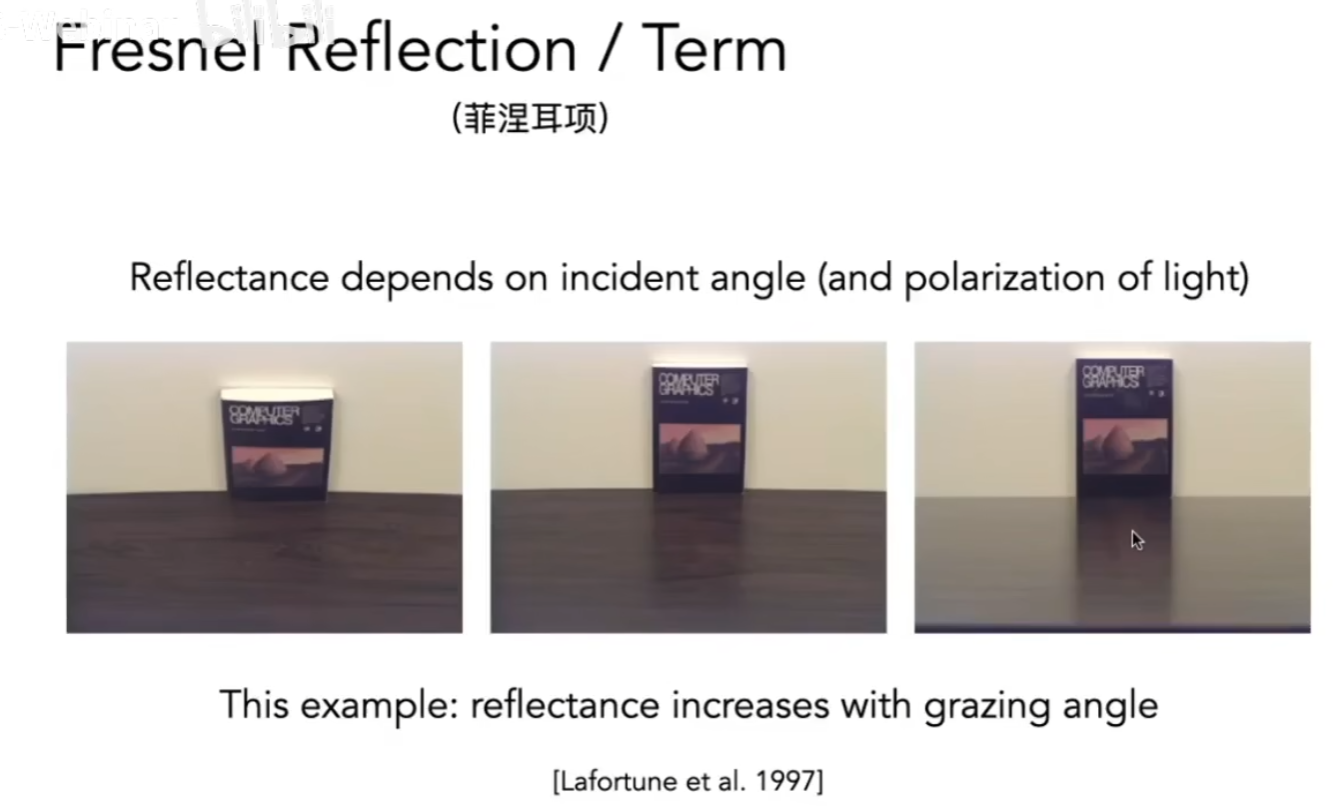 Fresnel Reflection / Term
(菲涅耳项)
Reflectance depends on incident angle (and polarization of light)
COMPUTER
GRAPHICS
COMPUTER
GRAPHICS
COMPUTER
GRAPHICS
This example: reflectance increases with grazing angle
[Lafortune et al. 1997]